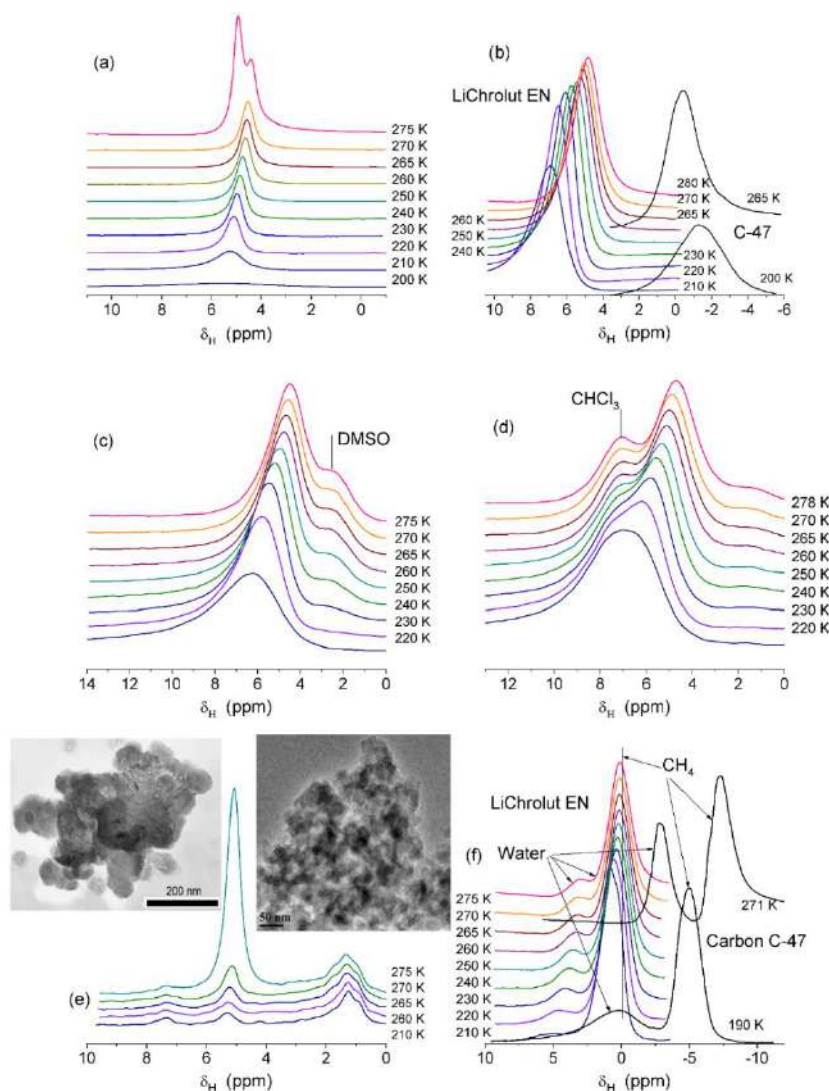 (a)
275 K
270 K
265 K
260 K
250 K
240 K
230 K
220 K
210 K
200 K
10 8 6 4 2 0
δH (ppm)
(b)
LiChrolut EN
280 K
270 K
265 K
265 K
C-47
260 K
250 K
240 K
230 K
220 K
210 K
200 K
10 8 6 4 2 0 -2 -4 -6
δH (ppm)
(c)
DMSO
275 K
270 K
265 K
260 K
250 K
240 K
230 K
220 K
14 12 10 8 6 4 2 0
δH (ppm)
(d)
CHCl3
278 K
270 K
265 K
260 K
250 K
240 K
230 K
220 K
12 10 8 6 4 2 0
δH (ppm)
200 nm
50 nm
(e)
275 K
270 K
265 K
260 K
210 K
10 8 6 4 2 0
δH (ppm)
CH4
LiChrolut EN
(f)
Water
275 K
270 K
265 K
260 K
250 K
240 K
230 K
220 K
210 K
271 K
Carbon C-47
190 K
10 5 0 -5 -10
δH (ppm)